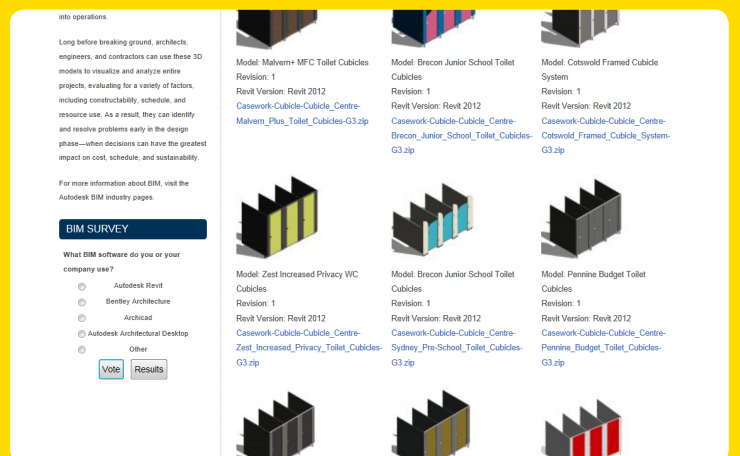 into operations.
Long before breaking ground, architects,
engineers, and contractors can use these 3D
models to visualize and analyze entire
projects, evaluating for a variety of factors,
including constructability, schedule, and
resource use. As a result, they can identify
and resolve problems early in the design
phase—when decisions can have the greatest
impact on cost, schedule, and sustainability.
For more information about BIM, visit the
Autodesk BIM industry pages.
BIM SURVEY
What BIM software do you or your
company use?
Autodesk Revit
Bentley Architecture
Archicad
Autodesk Architectural Desktop
Other
Vote Results
Model: Malvern+ MFC Toilet Cubicles
Revision: 1
Revit Version: Revit 2012
Casework-Cubicle-Cubicle_Centre-
Malvern_Plus_Toilet_Cubicles-G3.zip
Model: Brecon Junior School Toilet
Cubicles
Revision: 1
Revit Version: Revit 2012
Casework-Cubicle-Cubicle_Centre-
Brecon_Junior_School_Toilet_Cubicles-
G3.zip
Model: Cotswold Framed Cubicle
System
Revision: 1
Revit Version: Revit 2012
Casework-Cubicle-Cubicle_Centre-
Cotswold_Framed_Cubicle_System-
G3.zip
Model: Zest Increased Privacy WC
Cubicles
Revision: 1
Revit Version: Revit 2012
Casework-Cubicle-Cubicle_Centre-
Zest_Increased_Privacy_Toilet_Cubicles-
G3.zip
Model: Brecon Junior School Toilet
Cubicles
Revision: 1
Revit Version: Revit 2012
Casework-Cubicle-Cubicle_Centre-
Sydney_Pre-School_Toilet_Cubicles-
G3.zip
Model: Pennine Budget Toilet
Cubicles
Revision: 1
Revit Version: Revit 2012
Casework-Cubicle-Cubicle_Centre-
Pennine_Budget_Toilet_Cubicles-
G3.zip